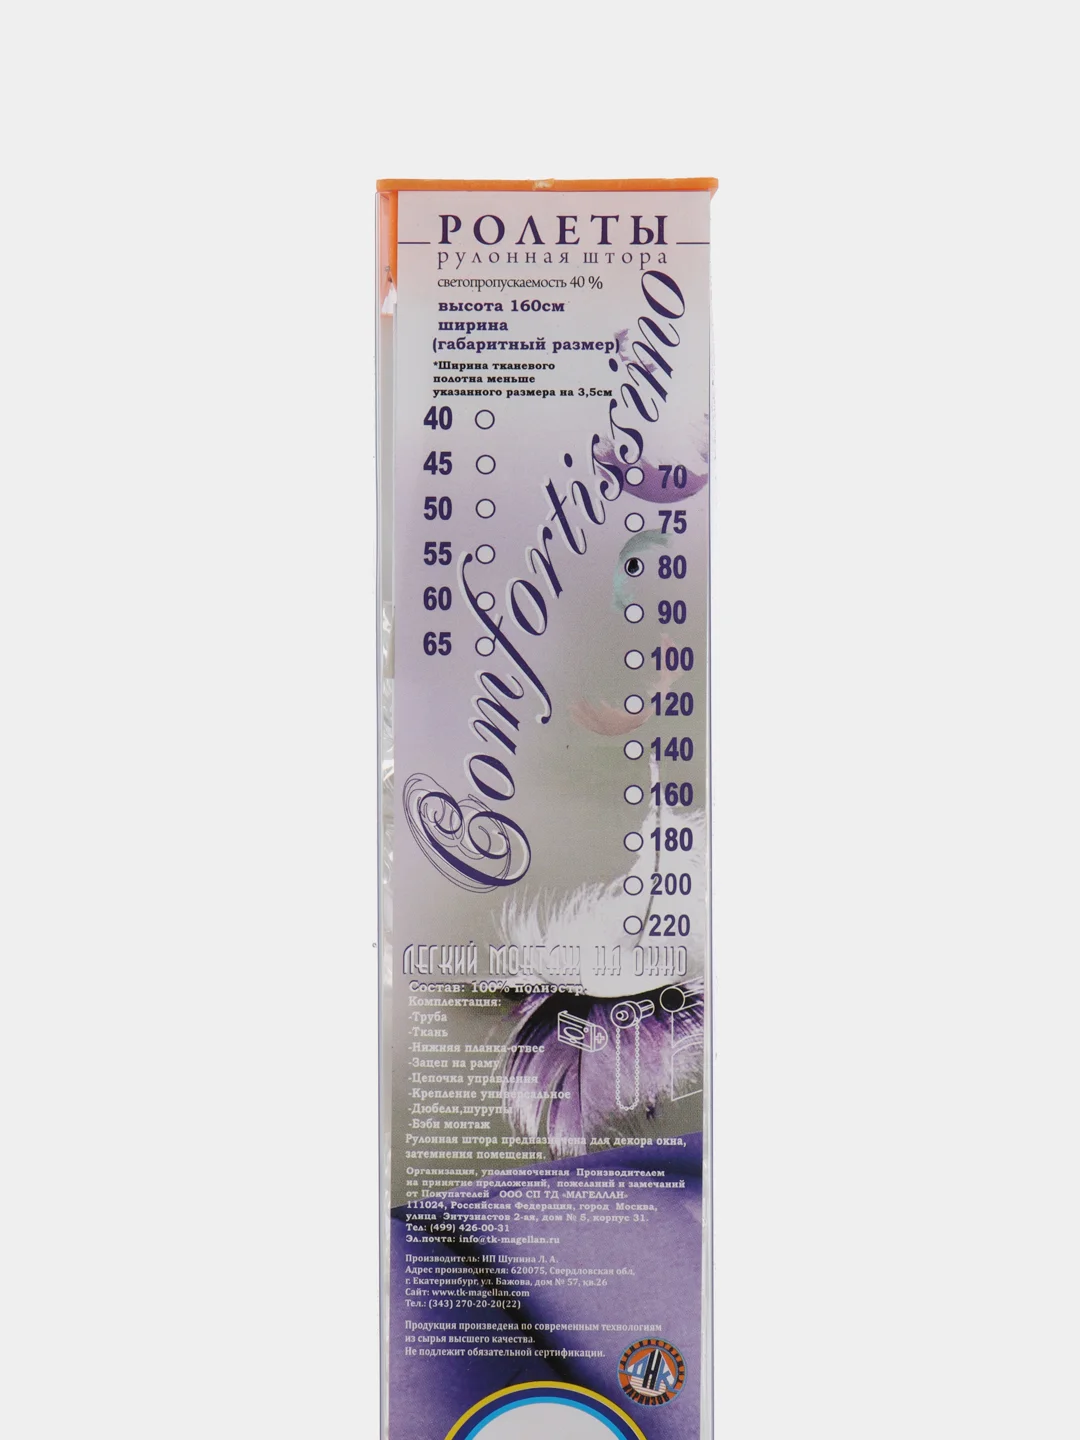 РОЛЕТЫ
рулонная штора
светопропускаемость 40 %
высота 160см
ширина
(габаритный размер)
*Ширина тканевого
полотна меньше
указанного размера на 3,5см
40
45
50
55
60
65
Comfortissimo
70
75
80
90
100
120
140
160
180
200
220
ЛЕГКИЙ МОНТАЖ НА ОКНО
Состав: 100% полиэстр.
Комплектация:
-Труба
-Ткань
-Нижняя планка-отвес
-Зацеп на раму
-Цепочка управления
-Крепление универсальное
-Дюбели,шурупы
-Бэби монтаж
Рулонная штора предназначена для декора окна,
затемнения помещения.
Организация, уполномоченная Производителем
на принятие предложений, пожеланий и замечаний
от Покупателей ООО СП ТД «МАГЕЛЛАН»
111024, Российская Федерация, город Москва,
улица Энтузиастов 2-ая, дом № 5, корпус 31.
Тел: (499) 426-00-31
Эл.почта: info@tk-magellan.ru
Производитель: ИП Шунина Л. А.
Адрес производителя: 620075, Свердловская обл.
г. Екатеринбург, ул. Бажова, дом № 57, кв.26
Сайт: www.tk-magellan.com
Тел.: (343) 270-20-20(22)
Продукция произведена по современным технологиям
из сырья высшего качества.
Не подлежит обязательной сертификации.